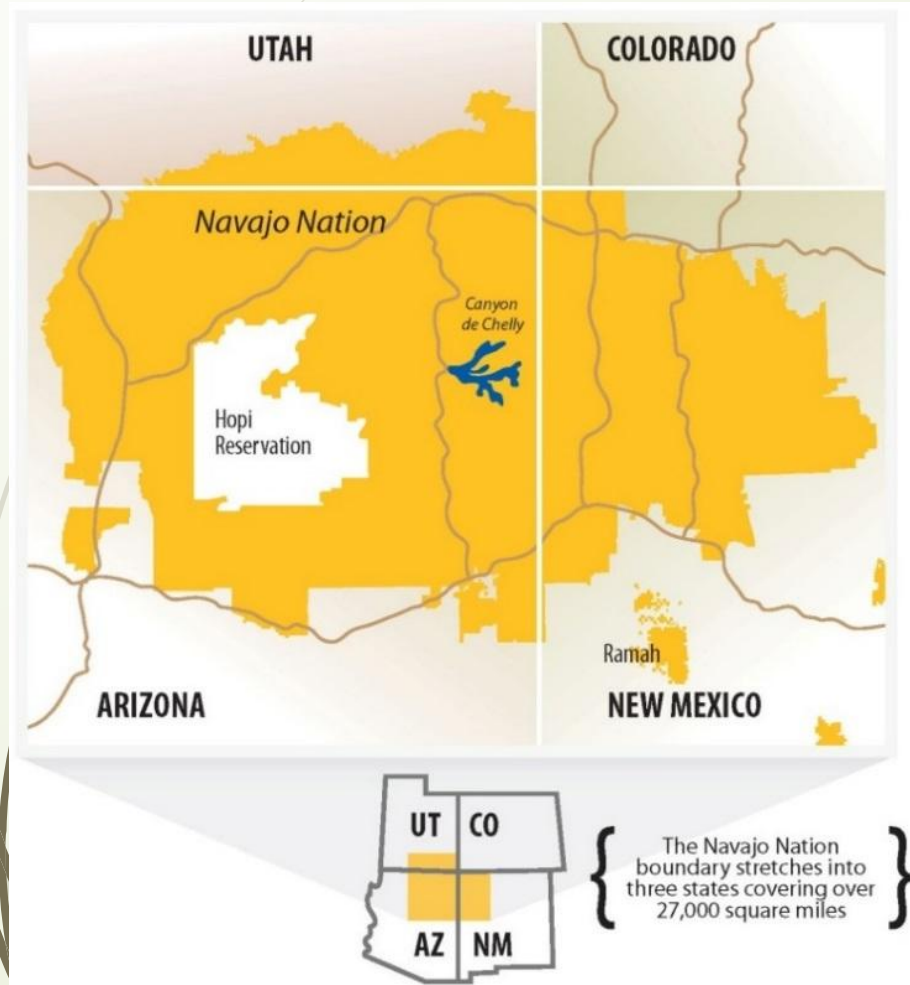 UTAH
COLORADO
Navajo Nation
Canyon
de Chelly
Hopi
Reservation
Ramah
ARIZONA
NEW MEXICO
UT
CO
AZ
NM
The Navajo Nation
boundary stretches into
three states covering over
27,000 square miles